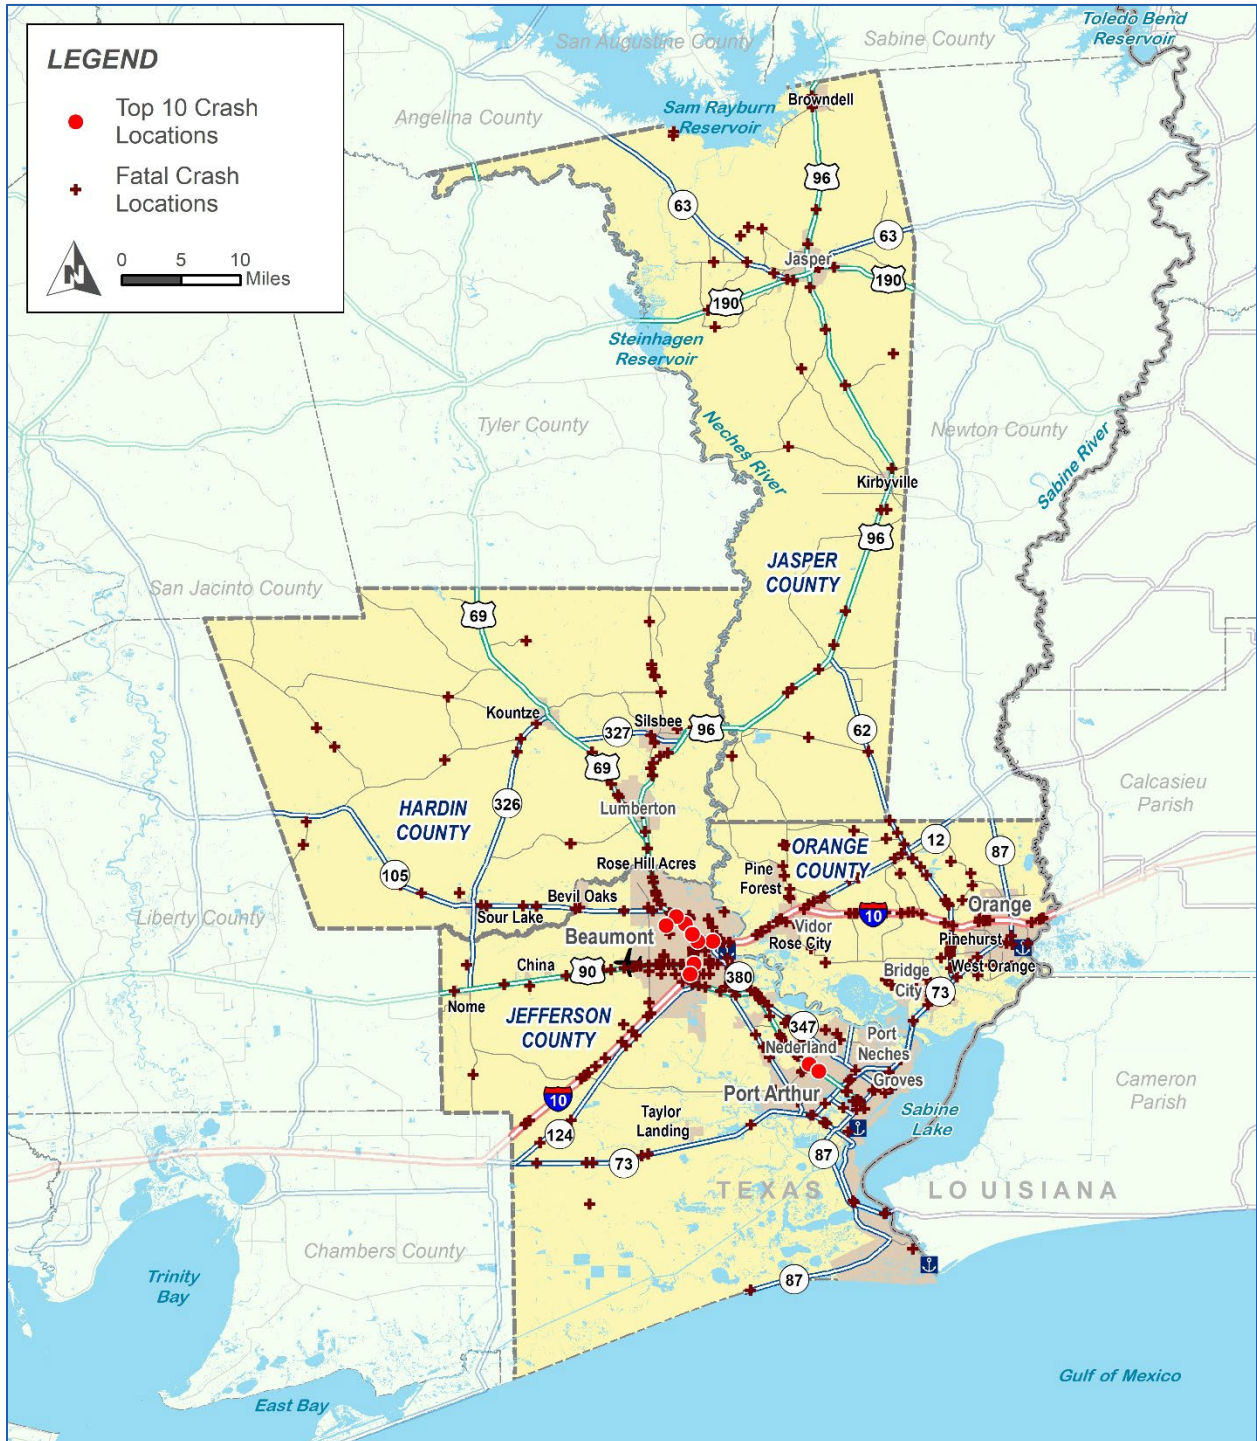 LEGEND
Top 10 Crash
Locations
Fatal Crash
Locations
N
0 5 10
Miles
Toledo Bend
Reservoir
San Augustine County
Sabine County
Angelina County
Sam Rayburn
Reservoir
Browndell
96
63
63
Jasper
190
190
Steinhagen
Reservoir
Tyler County
Neches River
Newton County
Sabine River
Kirbyville
96
JASPER
COUNTY
San Jacinto County
69
Kountze
327
Silsbee
96
62
69
Calcasieu
Parish
HARDIN
COUNTY
326
Lumberton
ORANGE
COUNTY
12
87
105
Rose Hill Acres
Pine
Forest
Bevil Oaks
Orange
Liberty County
Sour Lake
10
Vidor
Beaumont
Rose City
Pinehurst
West Orange
China
90
380
Bridge
City
73
Nome
JEFFERSON
COUNTY
347
Port
Neches
Nederland
Groves
Cameron
Parish
10
Port Arthur
Sabine
Lake
Taylor
Landing
124
73
87
TEXAS
LOUISIANA
Chambers County
Trinity
Bay
87
East Bay
Gulf of Mexico